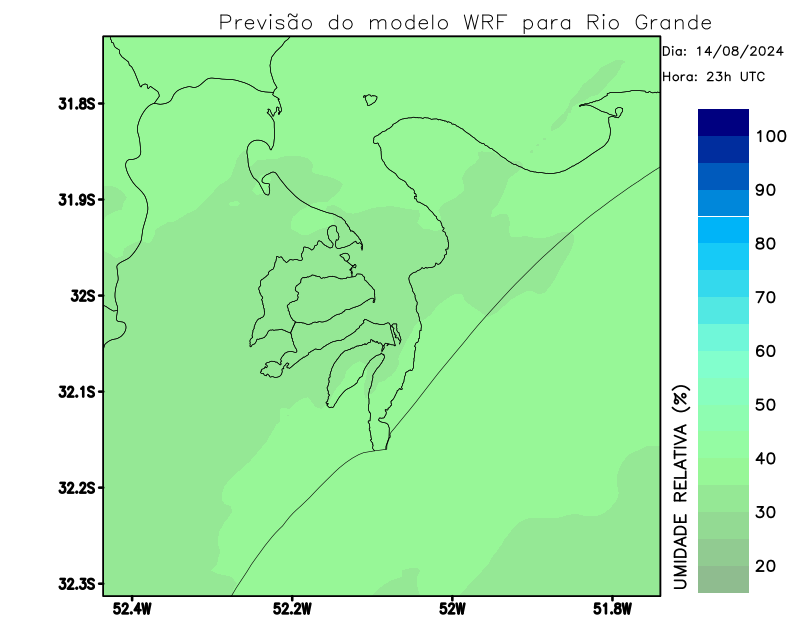 Previsão do modelo WRF para Rio Grande
Dia: 14/08/2024
Hora: 23h UTC
31.8S
31.9S
32S
32.1S
32.2S
32.3S
52.4W
52.2W
52W
51.8W
100
90
80
70
60
50
40
30
20
UMIDADE RELATIVA (%)